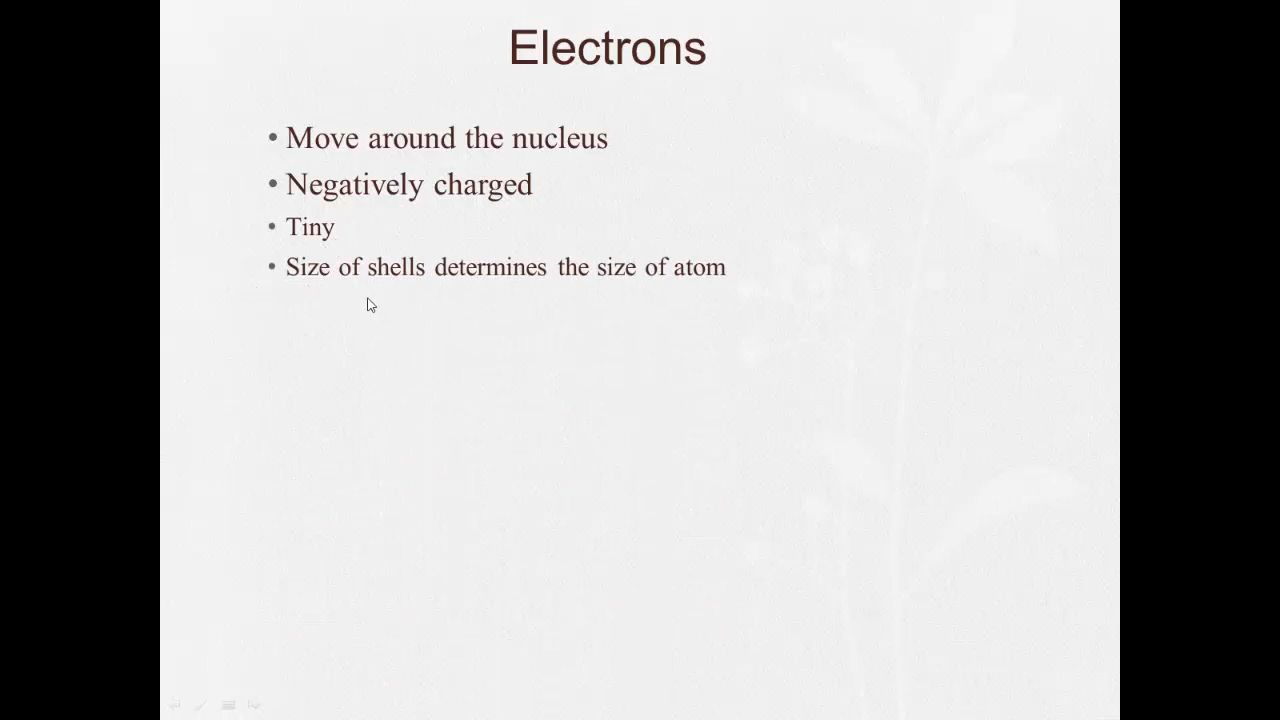 Electrons
• Move around the nucleus
• Negatively charged
• Tiny
• Size of shells determines the size of atom